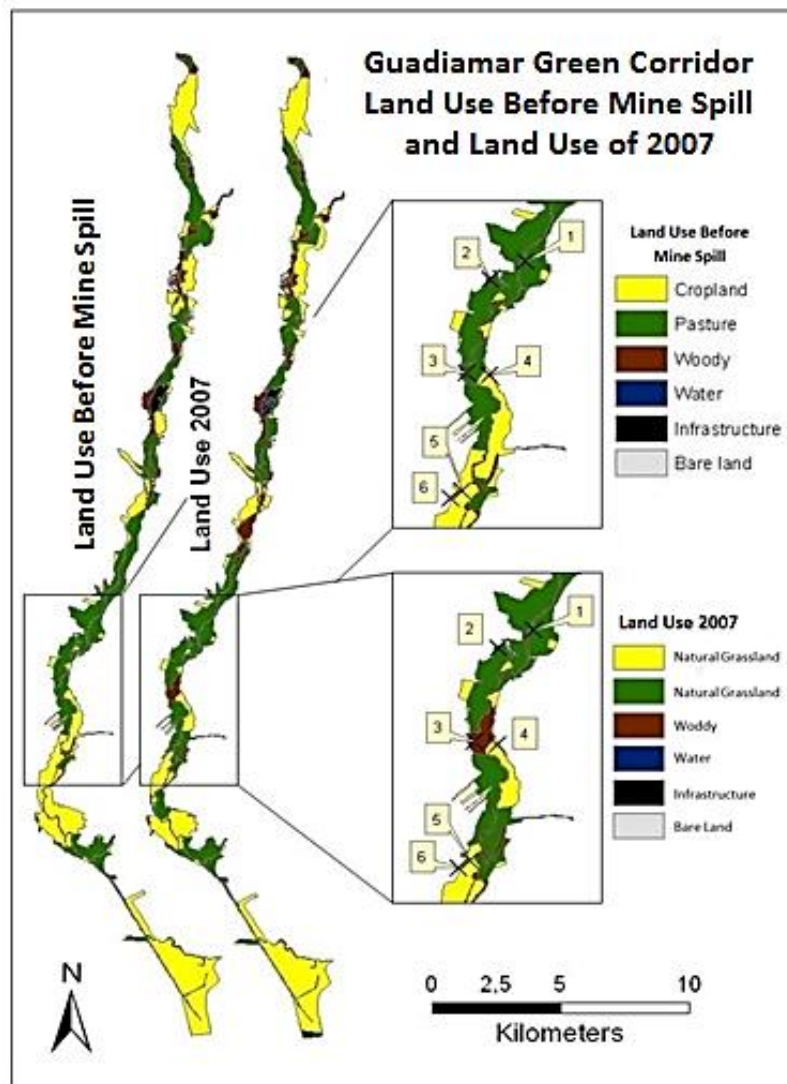 Guadiamar Green Corridor
Land Use Before Mine Spill
and Land Use of 2007
Land Use Before Mine Spill
Land Use 2007
1
2
3
4
5
6
Land Use Before
Mine Spill
Cropland
Pasture
Woody
Water
Infrastructure
Bare land
1
2
3
4
5
6
Land Use 2007
Natural Grassland
Natural Grassland
Woddy
Water
Infrastructure
Bare Land
N
0 2,5 5 10
Kilometers